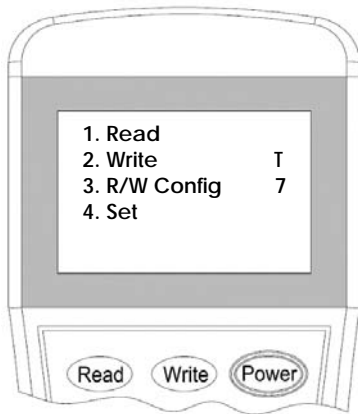 1. Read
2. Write T
3. R/W Config 7
4. Set
Read Write Power